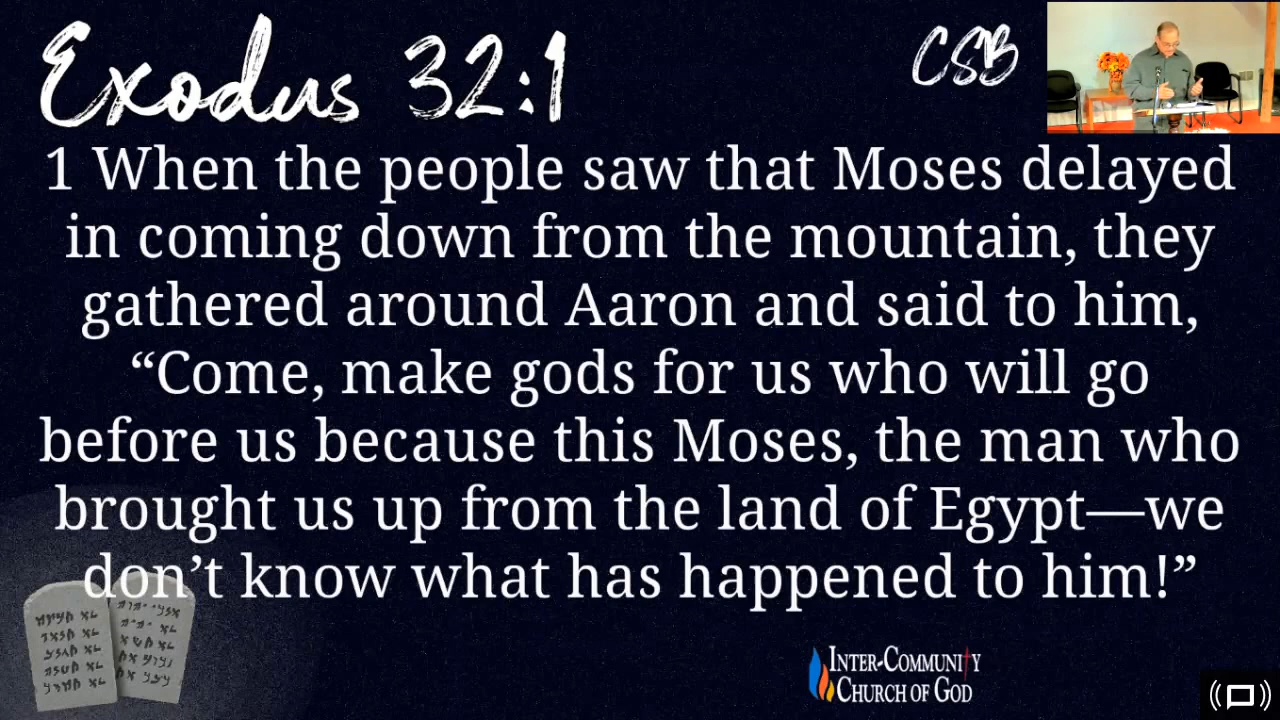 Exodus 32:1
CSB
1 When the people saw that Moses delayed
in coming down from the mountain, they
gathered around Aaron and said to him,
“Come, make gods for us who will go
before us because this Moses, the man who
brought us up from the land of Egypt—we
don’t know what has happened to him!”
INTER-COMMUNITY
CHURCH OF GOD